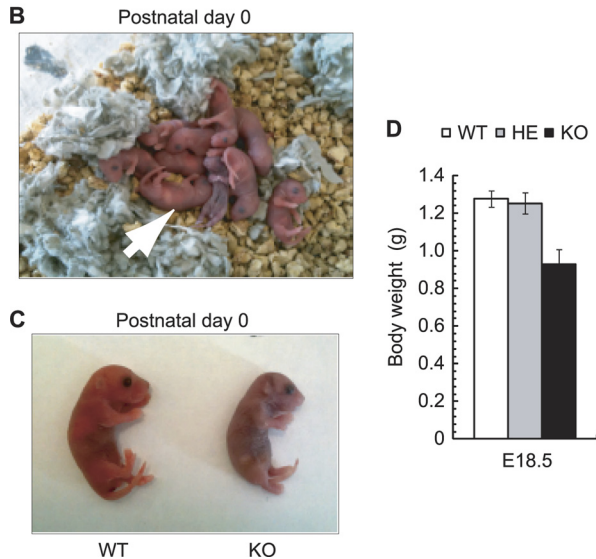 B
Postnatal day 0
C
Postnatal day 0
WT
KO
D
WT HE KO
Body weight (g)
1.4
1.2
1.0
0.8
0.6
0.4
0.2
0
E18.5